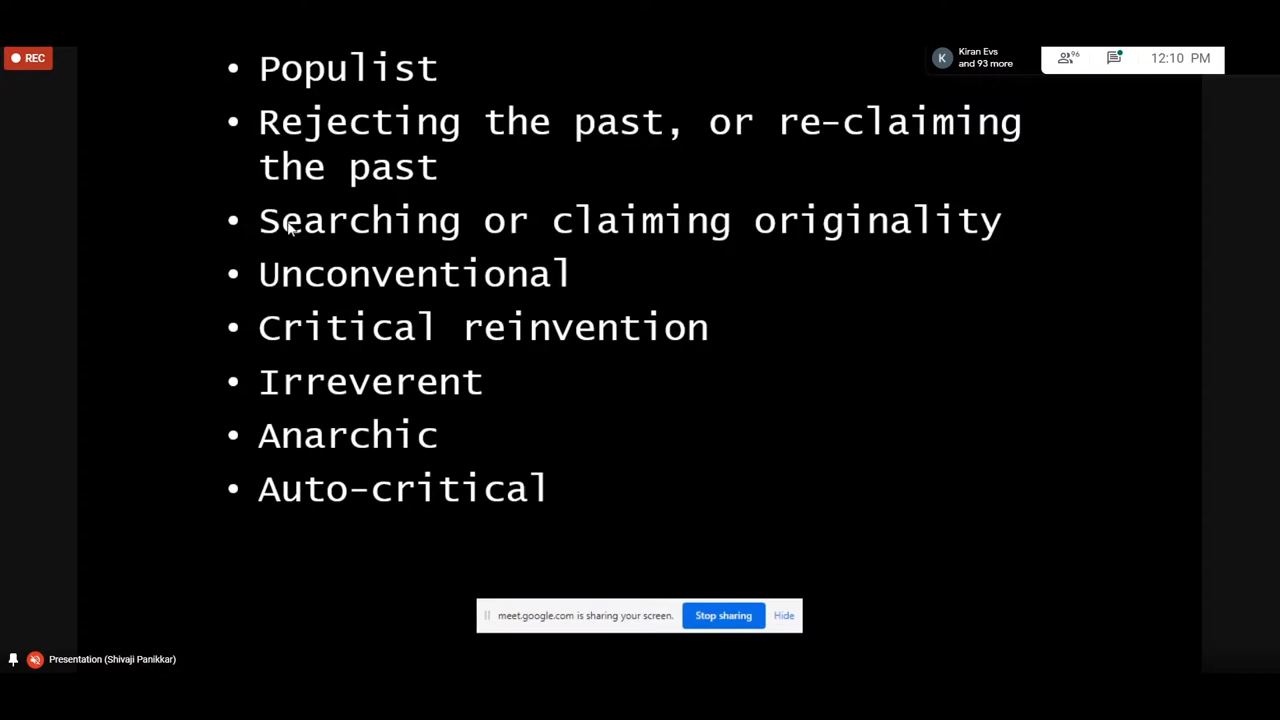 REC
Kiran Evs
and 93 more
K
96
12:10 PM
• Populist
• Rejecting the past, or re-claiming
the past
• Searching or claiming originality
• Unconventional
• Critical reinvention
• Irreverent
• Anarchic
• Auto-critical
meet.google.com is sharing your screen.
Stop sharing
Hide
Presentation (Shivaji Panikkar)